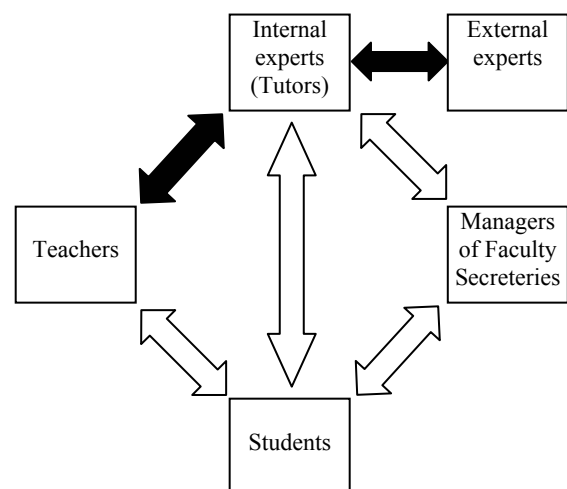 Internal
experts
(Tutors)
External
experts
Teachers
Managers
of Faculty
Secreteries
Students